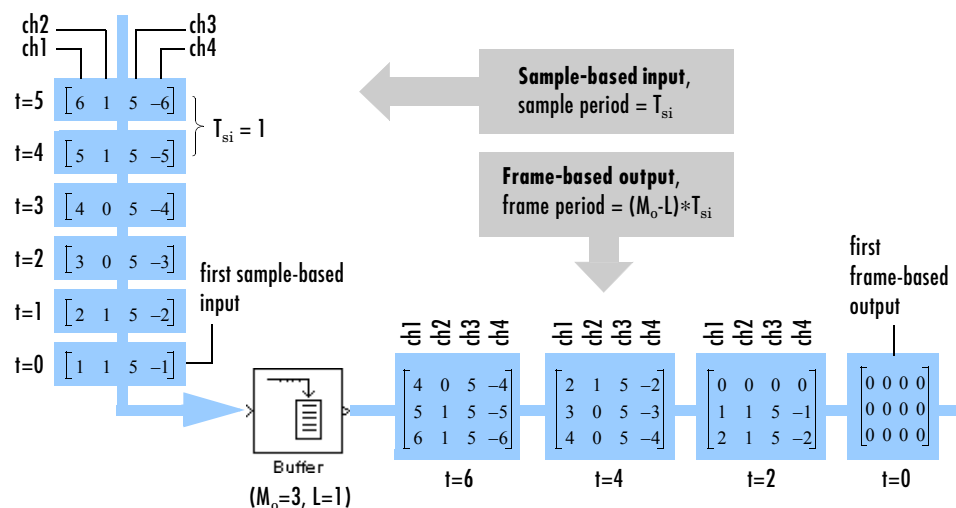 ch2
ch1
ch3
ch4
t=5 [6 1 5 –6]
t=4 [5 1 5 –5]
T_si = 1
t=3 [4 0 5 –4]
t=2 [3 0 5 –3]
t=1 [2 1 5 –2]
t=0 [1 1 5 –1]
first sample-based
input
Sample-based input,
sample period = T_si
Frame-based output,
frame period = (M_o-L)*T_si
first
frame-based
output
Buffer
(M_o=3, L=1)
ch1 ch2 ch3 ch4
4 0 5 –4
5 1 5 –5
6 1 5 –6
t=6
ch1 ch2 ch3 ch4
2 1 5 –2
3 0 5 –3
4 0 5 –4
t=4
ch1 ch2 ch3 ch4
0 0 0 0
1 1 5 –1
2 1 5 –2
t=2
0 0 0 0
0 0 0 0
0 0 0 0
t=0